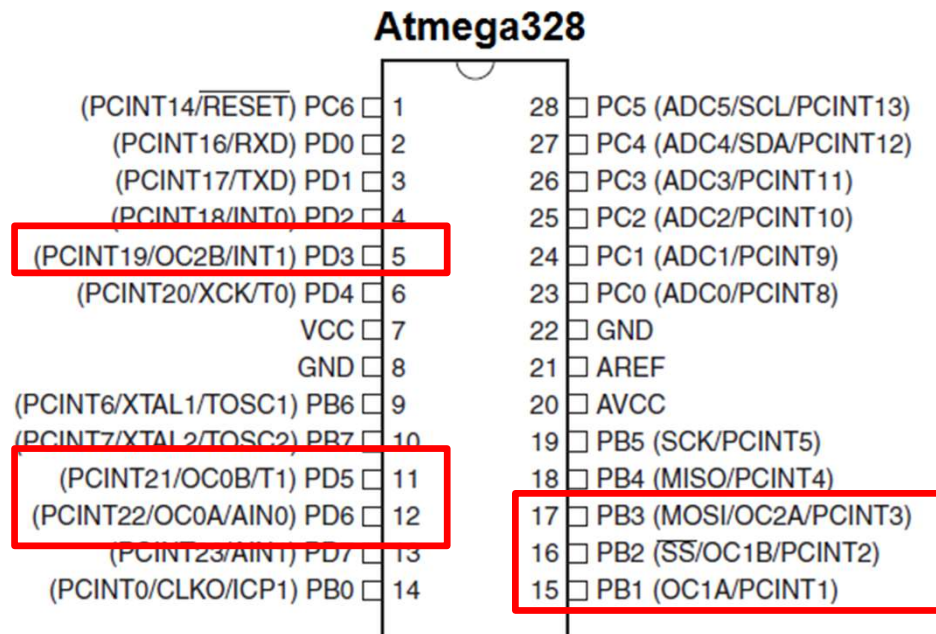 Atmega328
(PCINT14/RESET) PC6 1
(PCINT16/RXD) PD0 2
(PCINT17/TXD) PD1 3
(PCINT18/INT0) PD2 4
(PCINT19/OC2B/INT1) PD3 5
(PCINT20/XCK/T0) PD4 6
VCC 7
GND 8
(PCINT6/XTAL1/TOSC1) PB6 9
(PCINT7/XTAL2/TOSC2) PB7 10
(PCINT21/OC0B/T1) PD5 11
(PCINT22/OC0A/AIN0) PD6 12
(PCINT23/AIN1) PD7 13
(PCINT0/CLKO/ICP1) PB0 14
28 PC5 (ADC5/SCL/PCINT13)
27 PC4 (ADC4/SDA/PCINT12)
26 PC3 (ADC3/PCINT11)
25 PC2 (ADC2/PCINT10)
24 PC1 (ADC1/PCINT9)
23 PC0 (ADC0/PCINT8)
22 GND
21 AREF
20 AVCC
19 PB5 (SCK/PCINT5)
18 PB4 (MISO/PCINT4)
17 PB3 (MOSI/OC2A/PCINT3)
16 PB2 (SS/OC1B/PCINT2)
15 PB1 (OC1A/PCINT1)